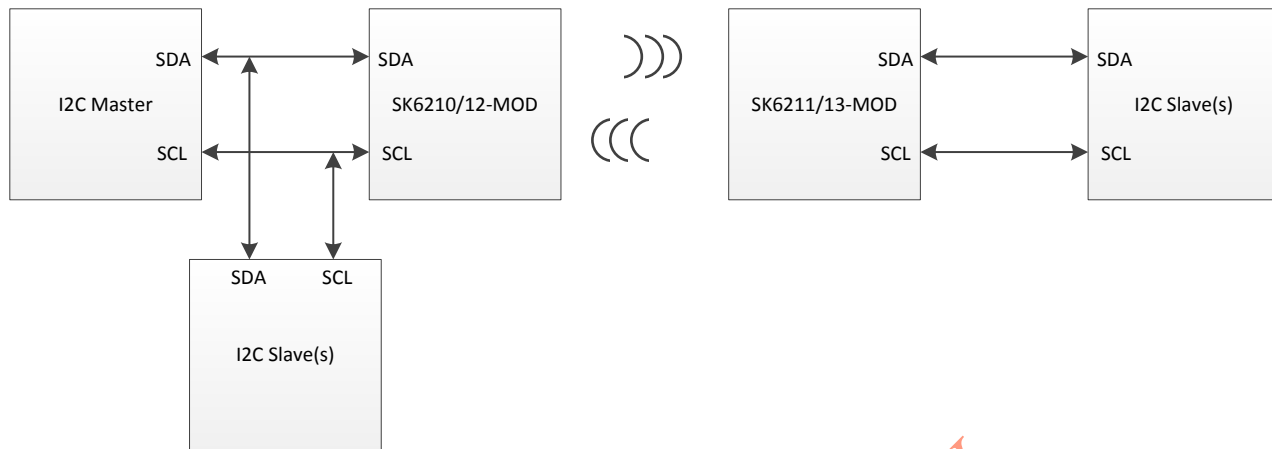 SDA
SDA
SDA
SDA
I2C Master
SK6210/12-MOD
SK6211/13-MOD
I2C Slave(s)
SCL
SCL
SCL
SCL
SDA
SCL
I2C Slave(s)